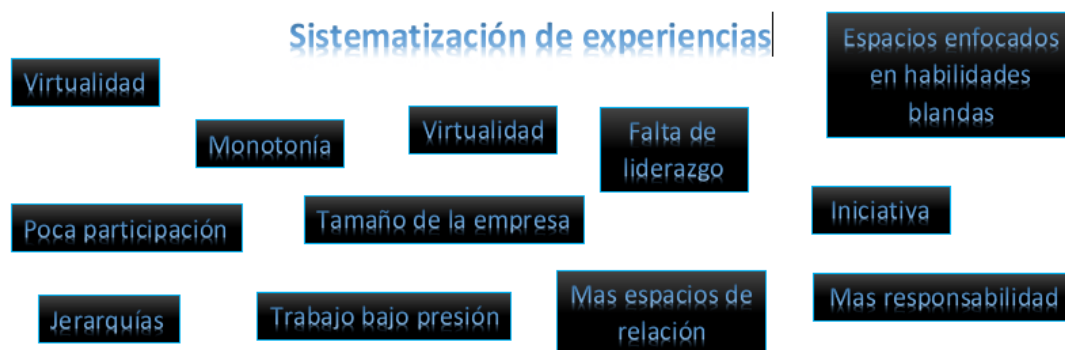 Sistematización de experiencias
Espacios enfocados
en habilidades
blandas
Virtualidad
Monotonía
Virtualidad
Falta de
liderazgo
Poca participación
Tamaño de la empresa
Iniciativa
Jerarquías
Trabajo bajo presión
Mas espacios de
relación
Mas responsabilidad